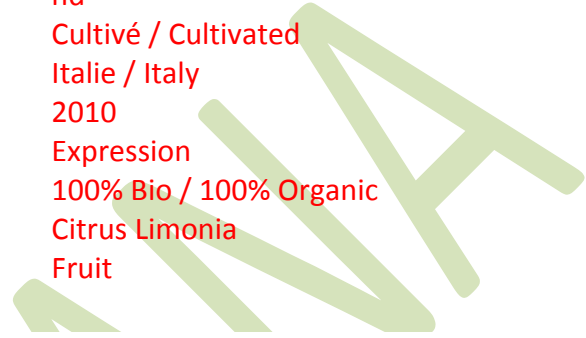 Cultivé / Cultivated
Italie / Italy
2010
Expression
100% Bio / 100% Organic
Citrus Limonia
Fruit